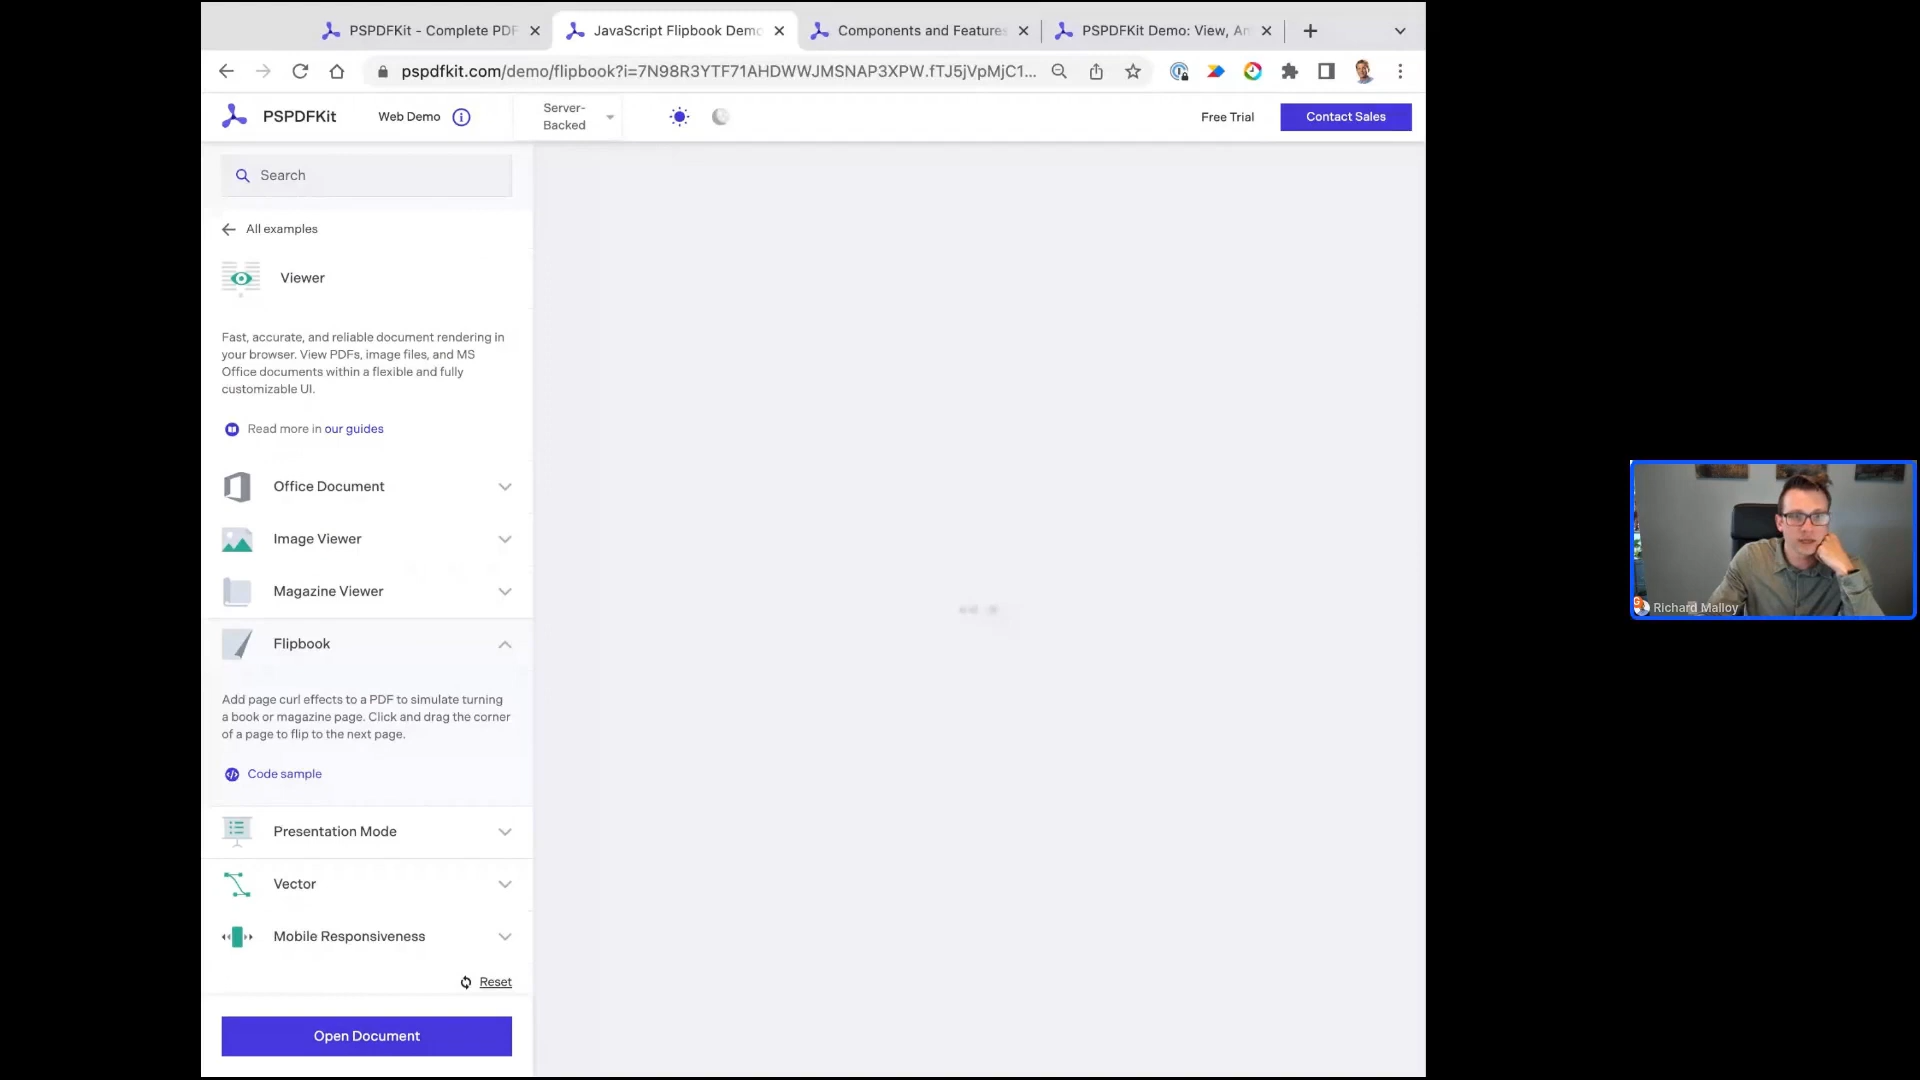 PSPDFKit - Complete PDF
JavaScript Flipbook Demo
Components and Features
PSPDFKit Demo: View, An
pspdfkit.com/demo/flipbook?i=7N98R3YTF71AHDWWJMSNAP3XPW.fTJ5jVpMjC1...
PSPDFKit
Web Demo
Server-
Backed
Free Trial
Contact Sales
Search
All examples
Viewer
Fast, accurate, and reliable document rendering in
your browser. View PDFs, image files, and MS
Office documents within a flexible and fully
customizable UI.
Read more in our guides
Office Document
Image Viewer
Magazine Viewer
Flipbook
Add page curl effects to a PDF to simulate turning
a book or magazine page. Click and drag the corner
of a page to flip to the next page.
Code sample
Presentation Mode
Vector
Mobile Responsiveness
Reset
Open Document
Richard Malloy